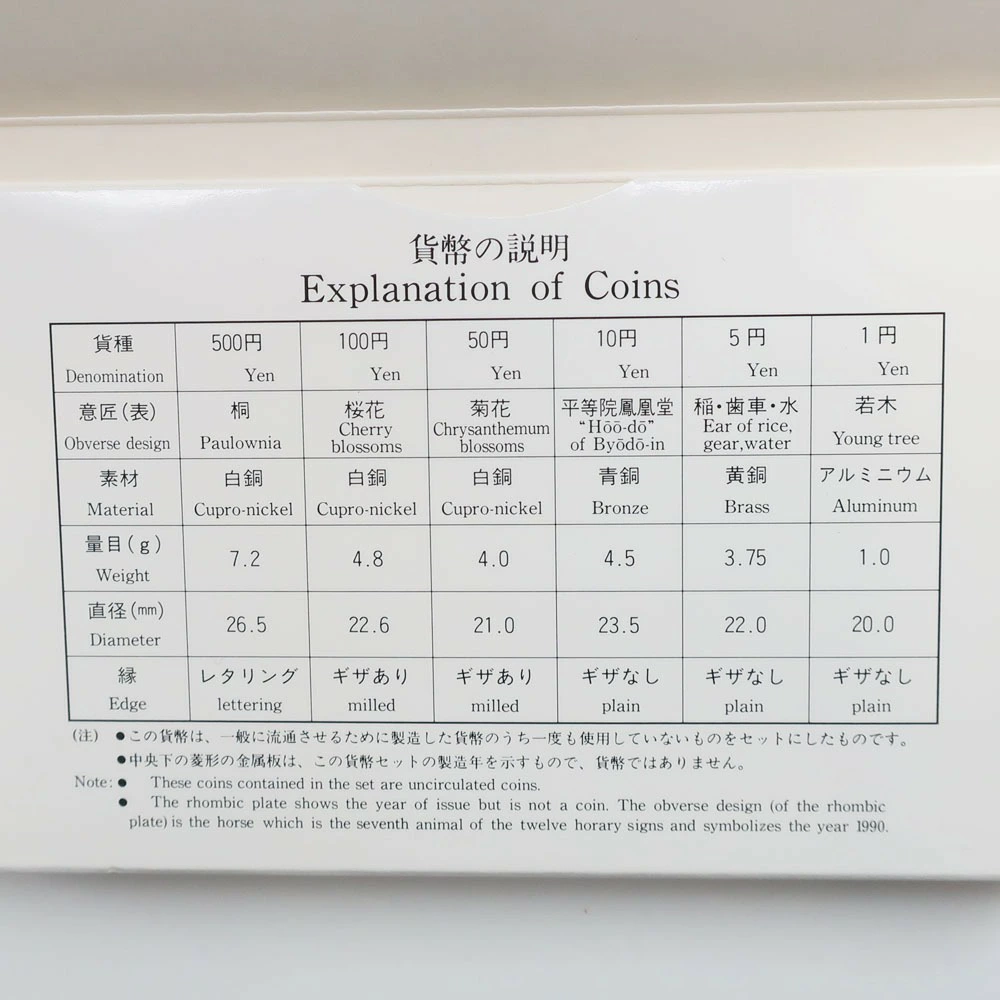 貨幣の説明
Explanation of Coins
貨種 500円 100円 50円 10円 5円 1円
Denomination Yen Yen Yen Yen Yen Yen
意匠(表) 桐 桜花 菊花 平等院鳳凰堂 稲・歯車・水 若木
Obverse design Paulownia Cherry blossoms Chrysanthemum blossoms “Hōō-dō” of Byōdō-in Ear of rice, gear,water Young tree
素材 白銅 白銅 白銅 青銅 黄銅 アルミニウム
Material Cupro-nickel Cupro-nickel Cupro-nickel Bronze Brass Aluminum
量目(g) 7.2 4.8 4.0 4.5 3.75 1.0
Weight
直径(mm) 26.5 22.6 21.0 23.5 22.0 20.0
Diameter
縁 レタリング ギザあり ギザあり ギザなし ギザなし ギザなし
Edge lettering milled milled plain plain plain
(注) ●この貨幣は、一般に流通させるために製造した貨幣のうち一度も使用していないものをセットにしたものです。
●中央下の菱形の金属板は、この貨幣セットの製造年を示すもので、貨幣ではありません。
Note: ● These coins contained in the set are uncirculated coins.
● The rhombic plate shows the year of issue but is not a coin. The obverse design (of the rhombic
plate) is the horse which is the seventh animal of the twelve horary signs and symbolizes the year 1990.